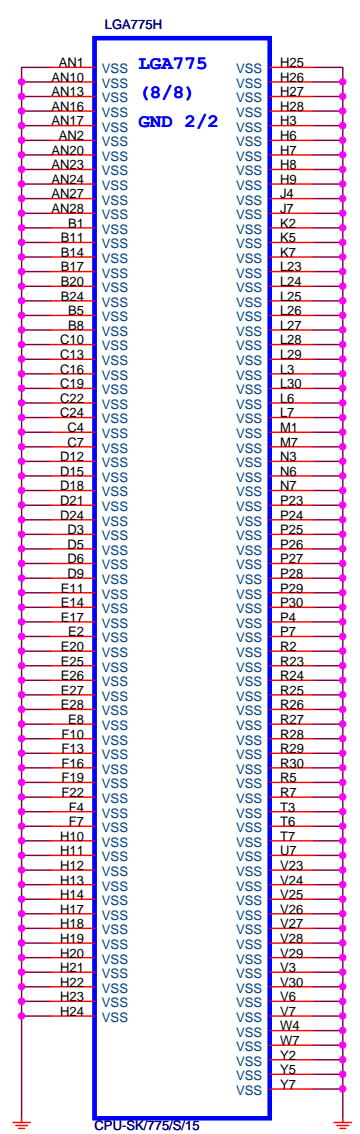 LGA775H
AN1 VSS LGA775 VSS H25
AN10 VSS VSS H26
AN13 VSS (8/8) VSS H27
AN16 VSS VSS H28
AN17 VSS GND 2/2 VSS H3
AN2 VSS VSS H6
AN20 VSS VSS H7
AN23 VSS VSS H8
AN24 VSS VSS H9
AN27 VSS VSS J4
AN28 VSS VSS J7
B1 VSS VSS K2
B11 VSS VSS K5
B14 VSS VSS K7
B17 VSS VSS L23
B20 VSS VSS L24
B24 VSS VSS L25
B5 VSS VSS L26
B8 VSS VSS L27
C10 VSS VSS L28
C13 VSS VSS L29
C16 VSS VSS L3
C19 VSS VSS L30
C22 VSS VSS L6
C24 VSS VSS L7
C4 VSS VSS M1
C7 VSS VSS M7
D12 VSS VSS N3
D15 VSS VSS N6
D18 VSS VSS N7
D21 VSS VSS P23
D24 VSS VSS P24
D3 VSS VSS P25
D5 VSS VSS P26
D6 VSS VSS P27
D9 VSS VSS P28
E11 VSS VSS P29
E14 VSS VSS P30
E17 VSS VSS P4
E2 VSS VSS P7
E20 VSS VSS R2
E25 VSS VSS R23
E26 VSS VSS R24
E27 VSS VSS R25
E28 VSS VSS R26
E8 VSS VSS R27
F10 VSS VSS R28
F13 VSS VSS R29
F16 VSS VSS R30
F19 VSS VSS R5
F22 VSS VSS R7
F4 VSS VSS T3
F7 VSS VSS T6
H10 VSS VSS T7
H11 VSS VSS U7
H12 VSS VSS V23
H13 VSS VSS V24
H14 VSS VSS V25
H17 VSS VSS V26
H18 VSS VSS V27
H19 VSS VSS V28
H20 VSS VSS V29
H21 VSS VSS V3
H22 VSS VSS V30
H23 VSS VSS V6
H24 VSS VSS V7
VSS W4
VSS W7
VSS Y2
VSS Y5
VSS Y7
CPU-SK/775/S/15